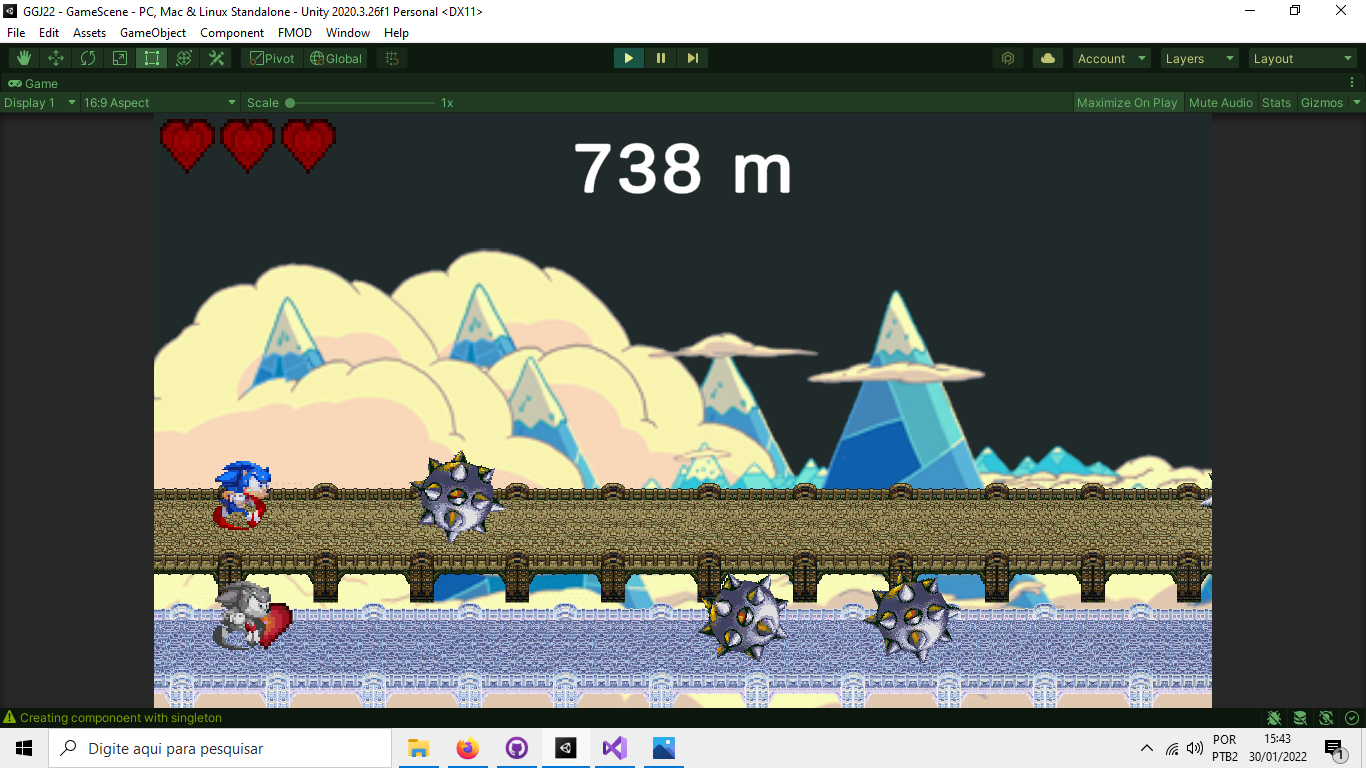 GGJ22 - GameScene - PC, Mac & Linux Standalone - Unity 2020.3.26f1 Personal <DX11>
File Edit Assets GameObject Component FMOD Window Help
Pivot Global Account Layers Layout
Game
Display 1 16:9 Aspect Scale 1x Maximize On Play Mute Audio Stats Gizmos
738 m
Creating componoent with singleton
Digite aqui para pesquisar
POR
PTB2
15:43
30/01/2022
1